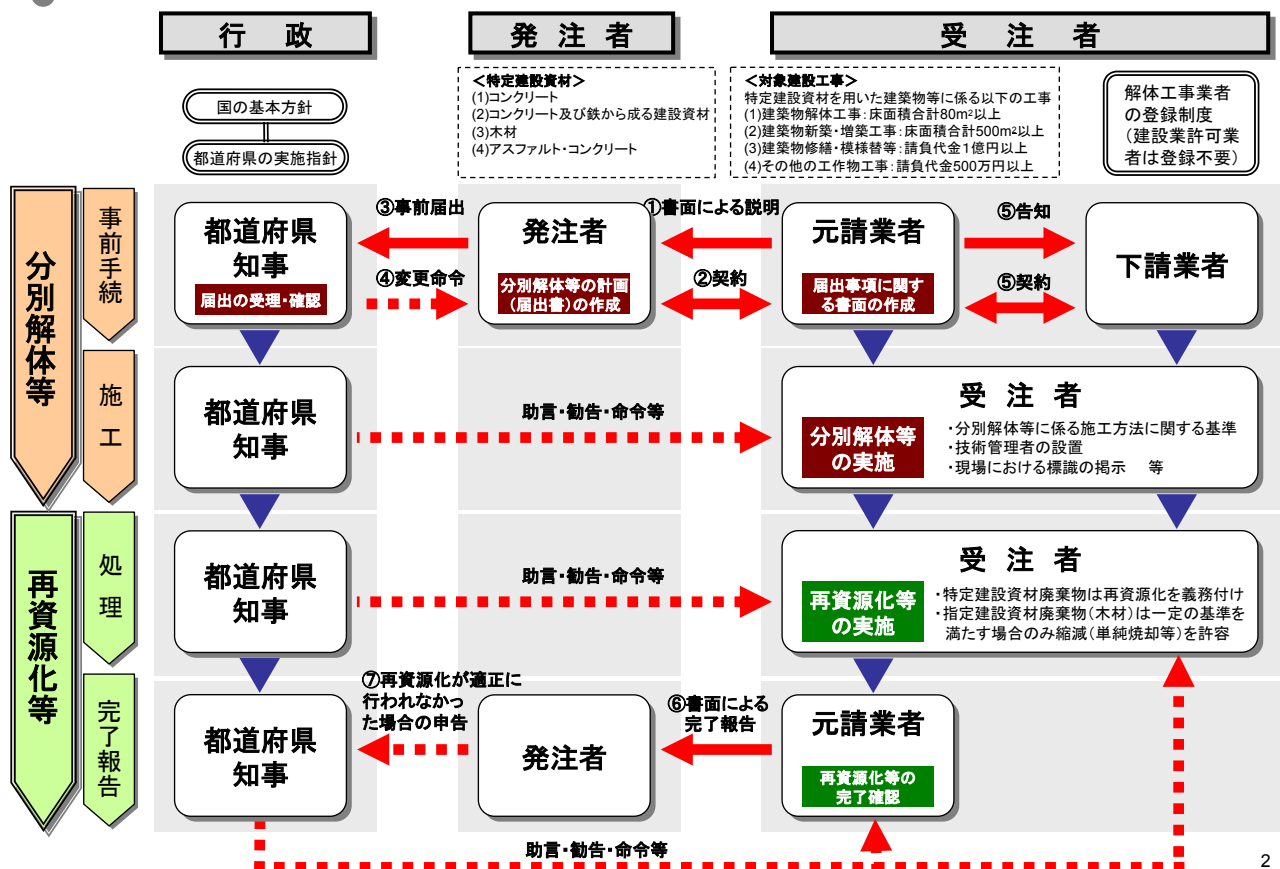 行 政
発 注 者
受 注 者
国の基本方針
都道府県の実施指針
<特定建設資材>
(1)コンクリート
(2)コンクリート及び鉄から成る建設資材
(3)木材
(4)アスファルト・コンクリート
<対象建設工事>
特定建設資材を用いた建築物等に係る以下の工事
(1)建築物解体工事:床面積合計80m²以上
(2)建築物新築・増築工事:床面積合計500m²以上
(3)建築物修繕・模様替等:請負代金1億円以上
(4)その他の工作物工事:請負代金500万円以上
解体工事業者
の登録制度
(建設業許可業
者は登録不要)
分別解体等
事前手続
都道府県
知事
届出の受理・確認
③事前届出
④変更命令
発注者
分別解体等の計画
(届出書)の作成
①書面による説明
②契約
元請業者
届出事項に関す
る書面の作成
⑤告知
⑤契約
下請業者
施工
都道府県
知事
助言・勧告・命令等
受 注 者
分別解体等
の実施
・分別解体等に係る施工方法に関する基準
・技術管理者の設置
・現場における標識の掲示 等
再資源化等
処理
都道府県
知事
助言・勧告・命令等
受 注 者
再資源化等
の実施
・特定建設資材廃棄物は再資源化を義務付け
・指定建設資材廃棄物(木材)は一定の基準を
満たす場合のみ縮減(単純焼却等)を許容
完了報告
都道府県
知事
⑦再資源化が適正に
行われなかっ
た場合の申告
発注者
⑥書面による
完了報告
元請業者
再資源化等の
完了確認
助言・勧告・命令等
2